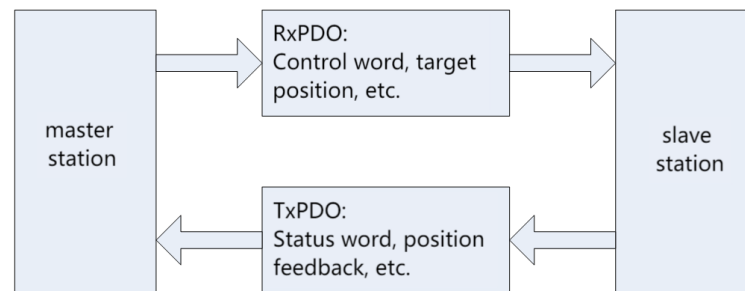 master
station
RxPDO:
Control word, target
position, etc.
TxPDO:
Status word, position
feedback, etc.
slave
station